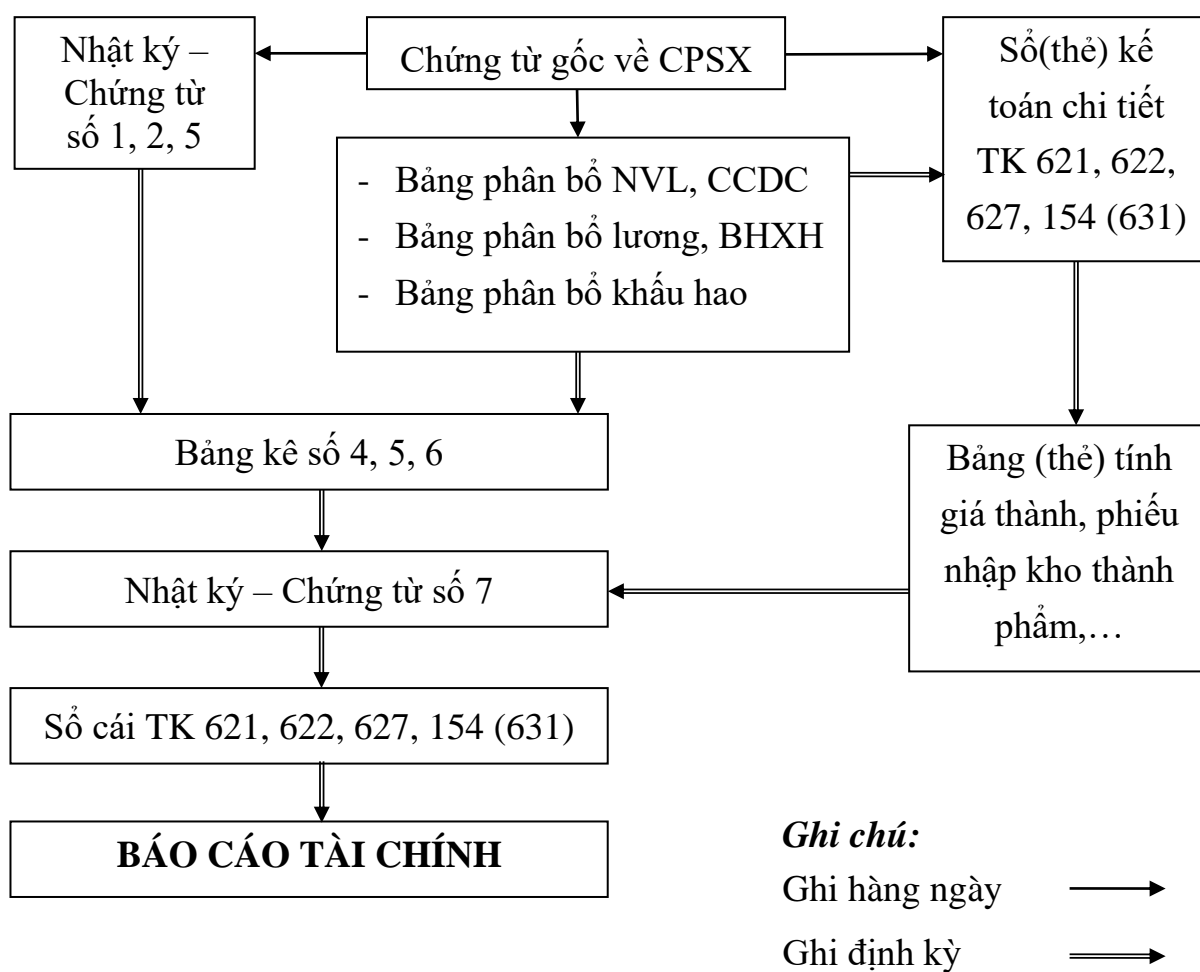 Nhật ký –
Chứng từ
số 1, 2, 5
Chứng từ gốc về CPSX
Sổ(thẻ) kế
toán chi tiết
TK 621, 622,
627, 154 (631)
- Bảng phân bổ NVL, CCDC
- Bảng phân bổ lương, BHXH
- Bảng phân bổ khấu hao
Bảng kê số 4, 5, 6
Bảng (thẻ) tính
giá thành, phiếu
nhập kho thành
phẩm,…
Nhật ký – Chứng từ số 7
Sổ cái TK 621, 622, 627, 154 (631)
BÁO CÁO TÀI CHÍNH
Ghi chú:
Ghi hàng ngày
Ghi định kỳ